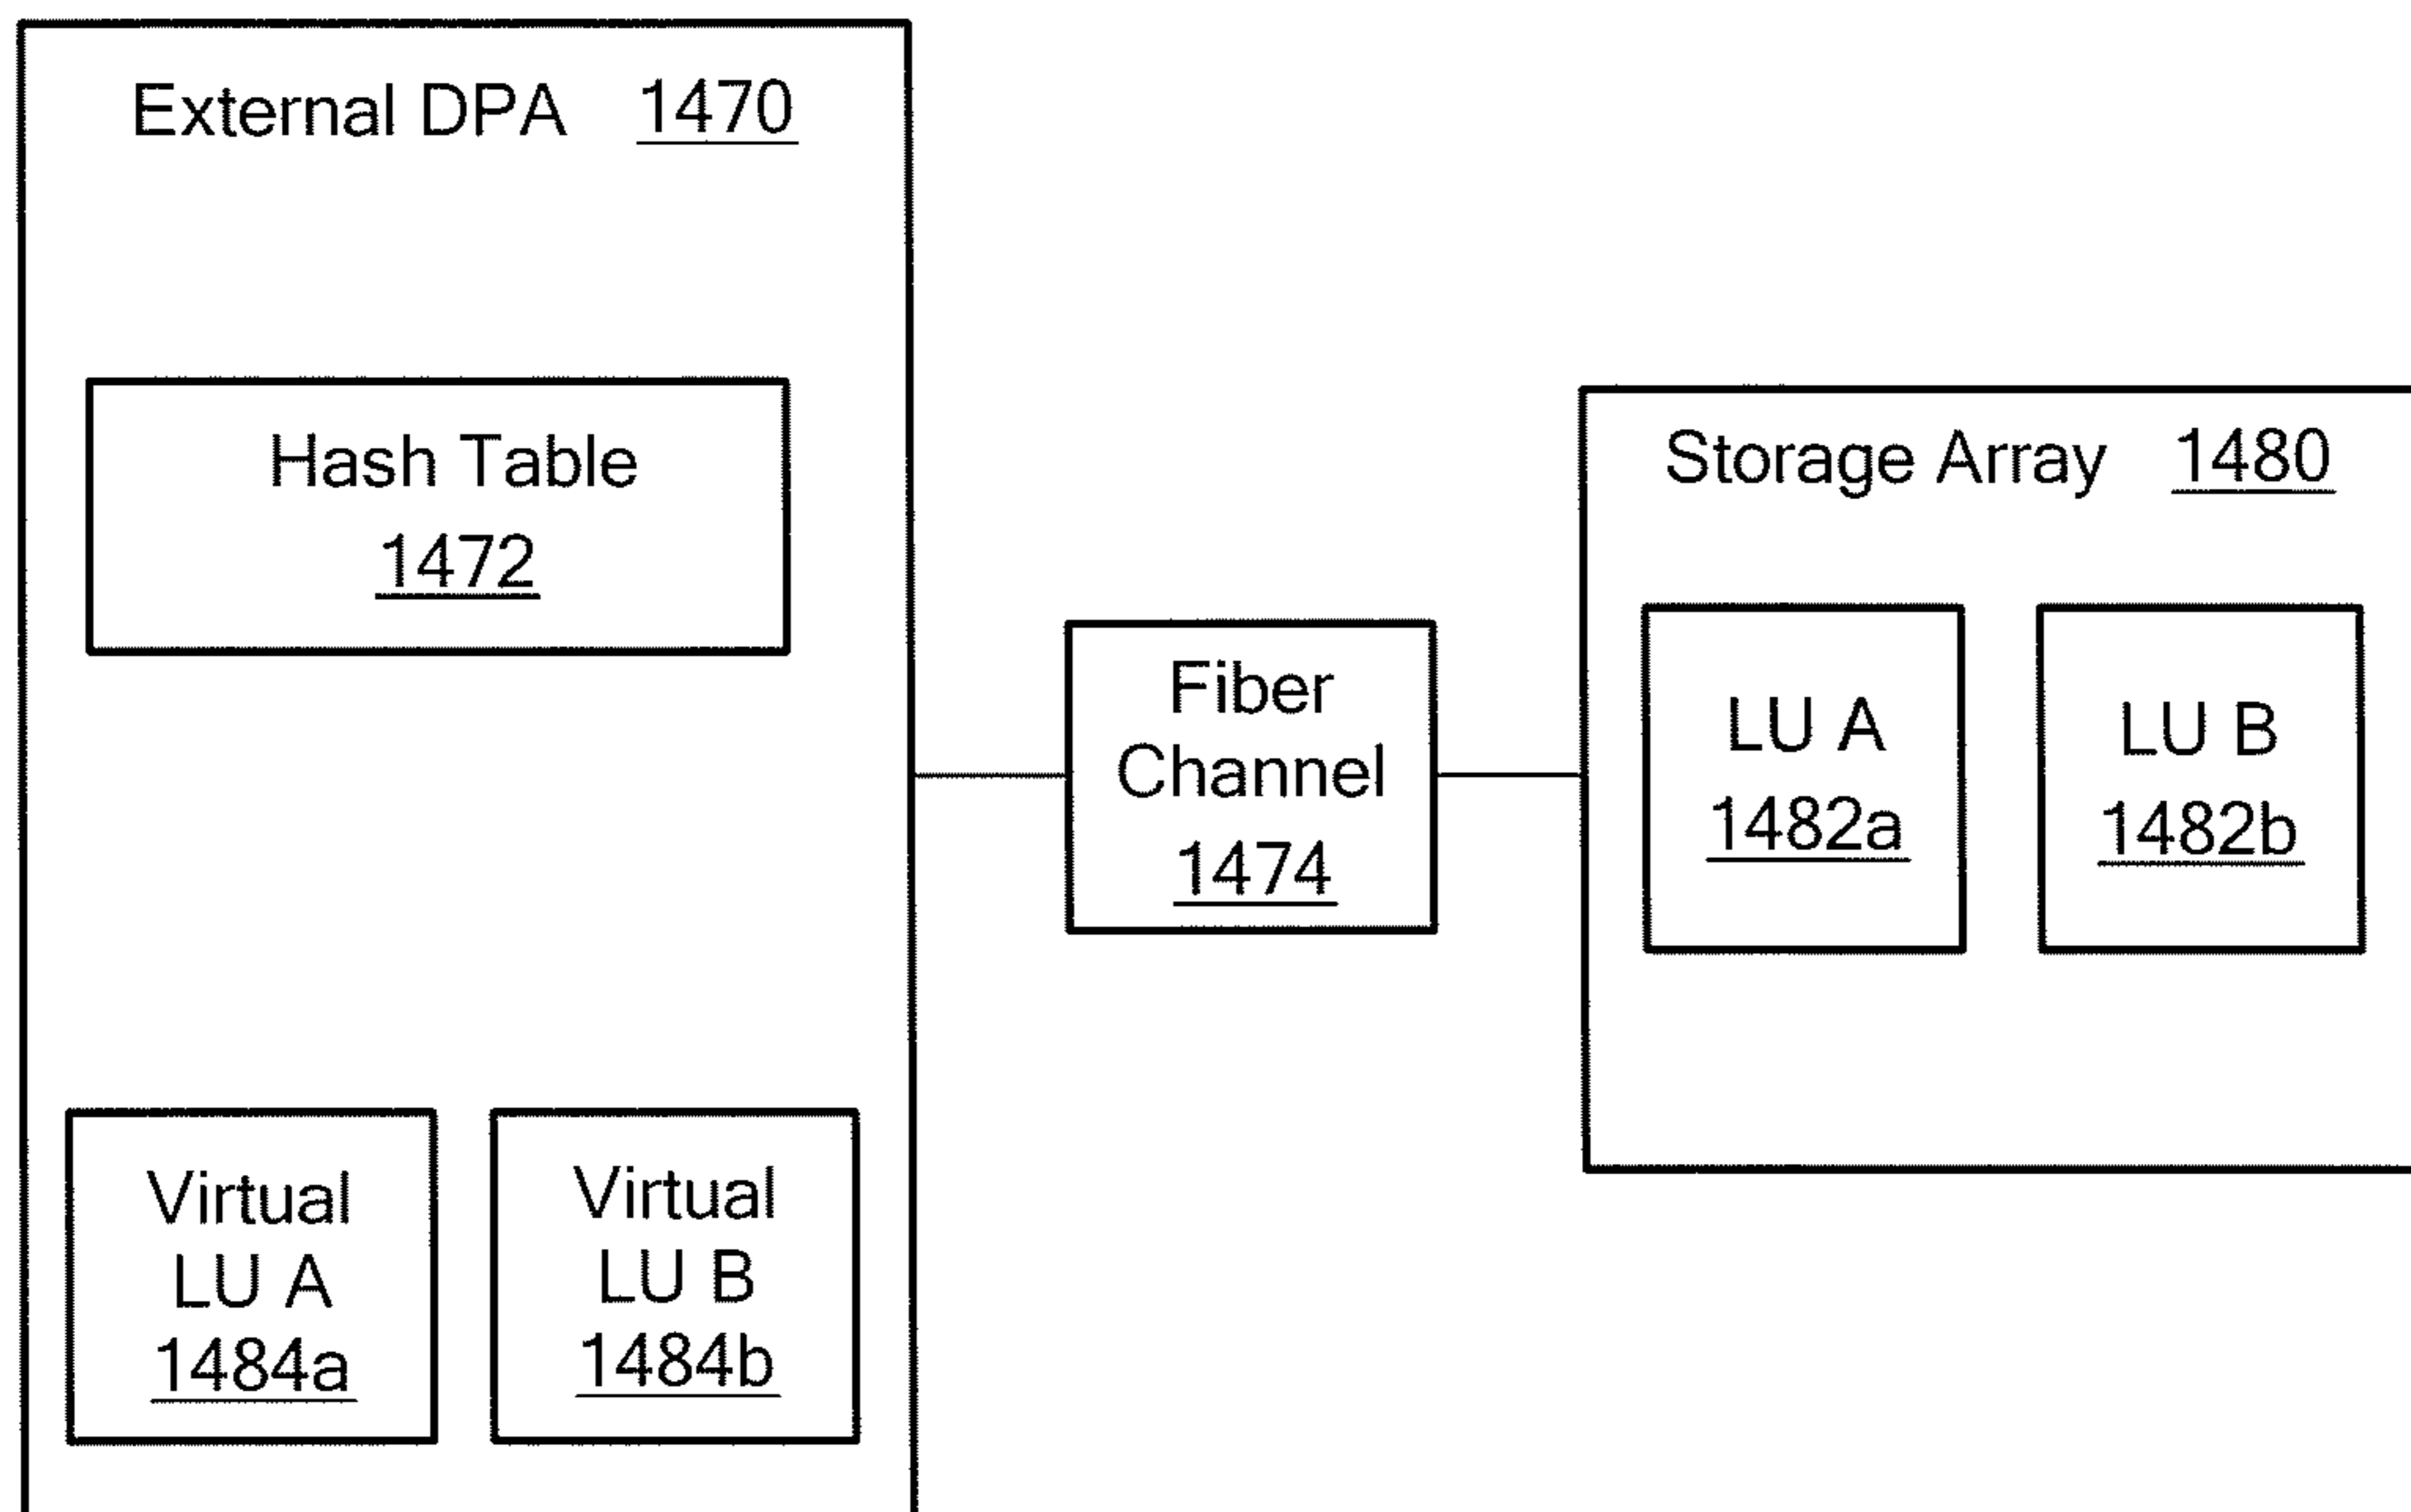 External DPA 1470
Hash Table
1472
Fiber
Channel
1474
Storage Array 1480
LU A
1482a
LU B
1482b
Virtual
LU A
1484a
Virtual
LU B
1484b